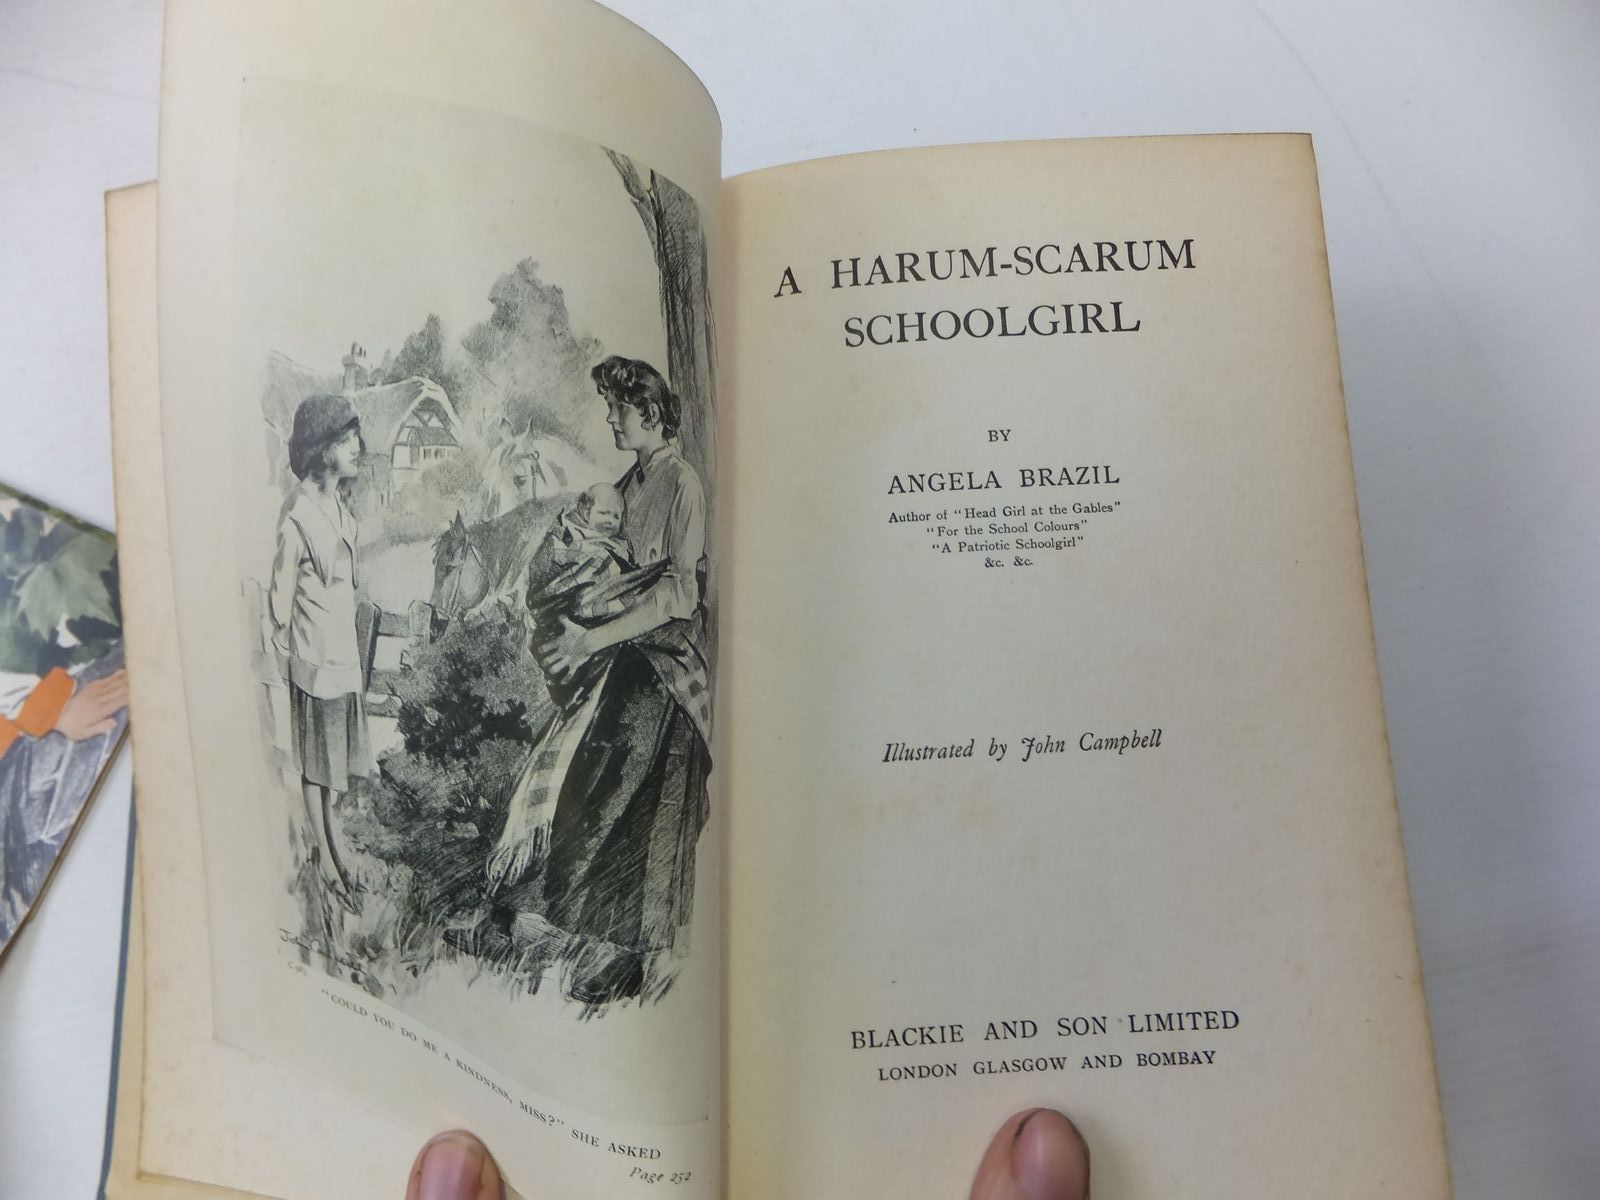 "COULD YOU DO ME A KINDNESS, MISS?" SHE ASKED
Page 252
A HARUM-SCARUM
SCHOOLGIRL
BY
ANGELA BRAZIL
Author of "Head Girl at the Gables"
"For the School Colours"
"A Patriotic Schoolgirl"
&c. &c.
Illustrated by John Campbell
BLACKIE AND SON LIMITED
LONDON GLASGOW AND BOMBAY